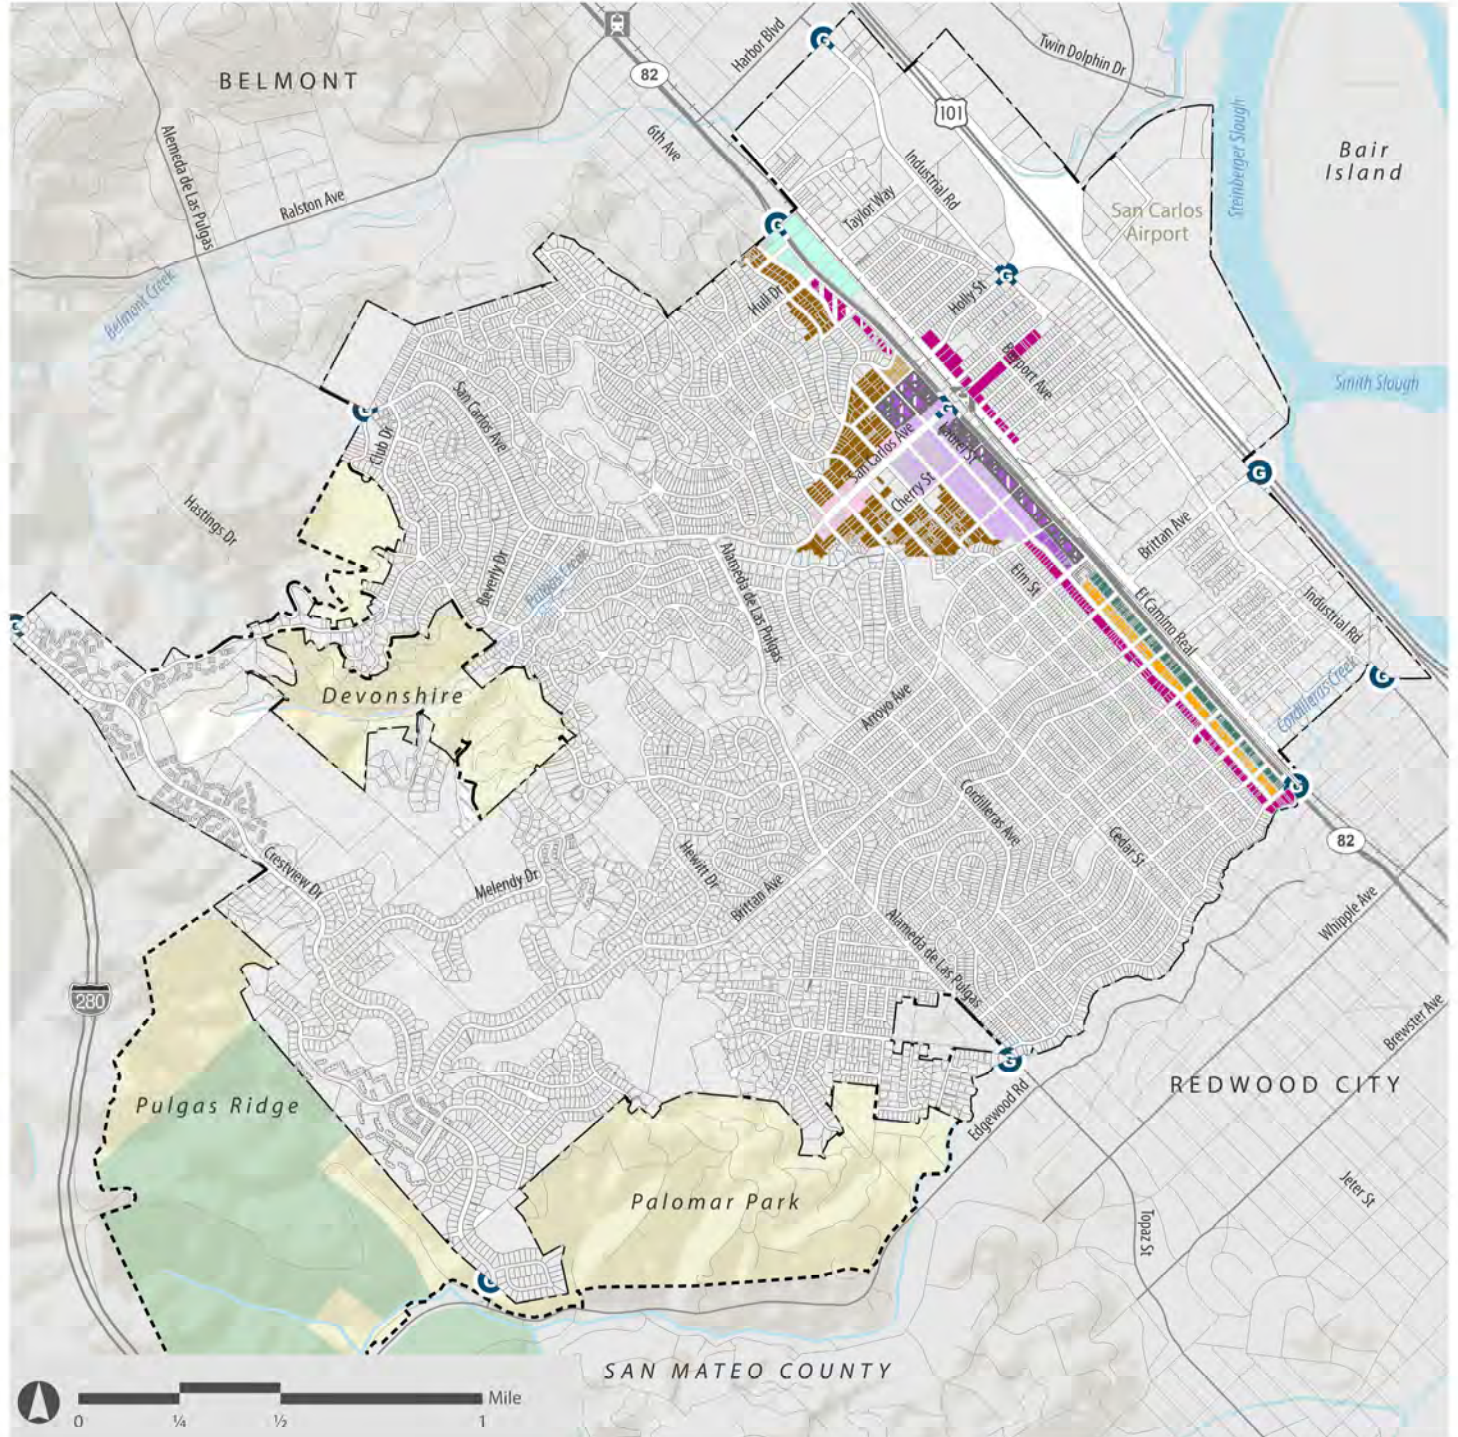 BELMONT
Harbor Blvd
Twin Dolphin Dr
82
101
6th Ave
Alemeda de Las Pulgas
Ralston Ave
Industrial Rd
Taylor Way
Steinberger Slough
Bair
Island
San Carlos
Airport
Belmont Creek
Hull Dr
G
G
G
Holly St
Smith Slough
San Carlos Ave
Club Dr
G
G
San Carlos Ave
Laurel St
Cherry St
G
Hastings Dr
Brittan Ave
Beverly Dr
Pulgas Creek
Alameda de Las Pulgas
Elm St
El Camino Real
Industrial Rd
G
Devonshire
Arroyo Ave
Cordilleras Creek
G
G
Cordilleras Ave
Cedar St
82
Crestview Dr
Melendy Dr
Hewitt Dr
Brittan Ave
Whipple Ave
Alameda de Las Pulgas
280
Brewster Ave
G
REDWOOD CITY
Edgewood Rd
Pulgas Ridge
Palomar Park
Jeter St
Topaz St
G
SAN MATEO COUNTY
Mile
0 ¼ ½ 1